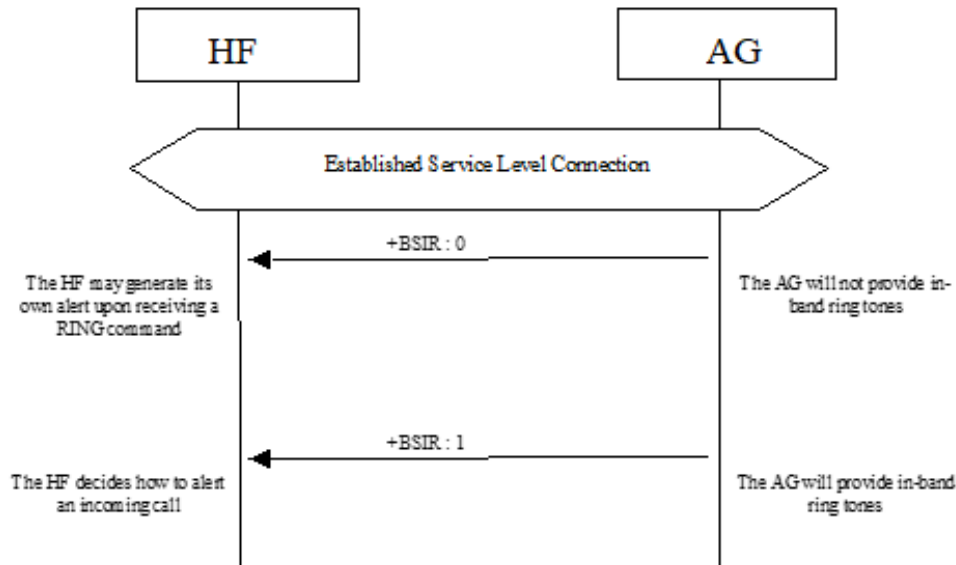 HF
AG
Established Service Level Connection
+BSIR : 0
The HF may generate its
own alert upon receiving a
RING command
The AG will not provide in-
band ring tones
+BSIR : 1
The HF decides how to alert
an incoming call
The AG will provide in-band
ring tones